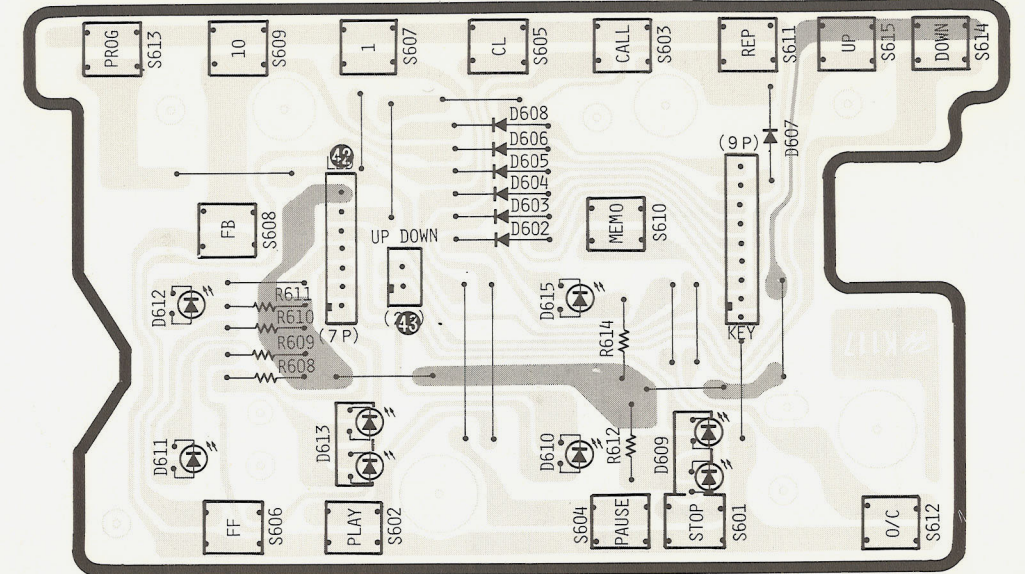 PROG
S613
10
S609
1
S607
CL
S605
CALL
S603
REP
S611
UP
S615
DOWN
S614
D608
D606
D605
D604
D603
D602
D607
(9P)
42
FB
S608
UP DOWN
MEMO
S610
D612
R611
R610
R609
R608
(7P)
43
D615
R614
KEY
D611
D613
D610
R612
D609
FF
S606
PLAY
S602
S604
PAUSE
STOP
S601
O/C
S612